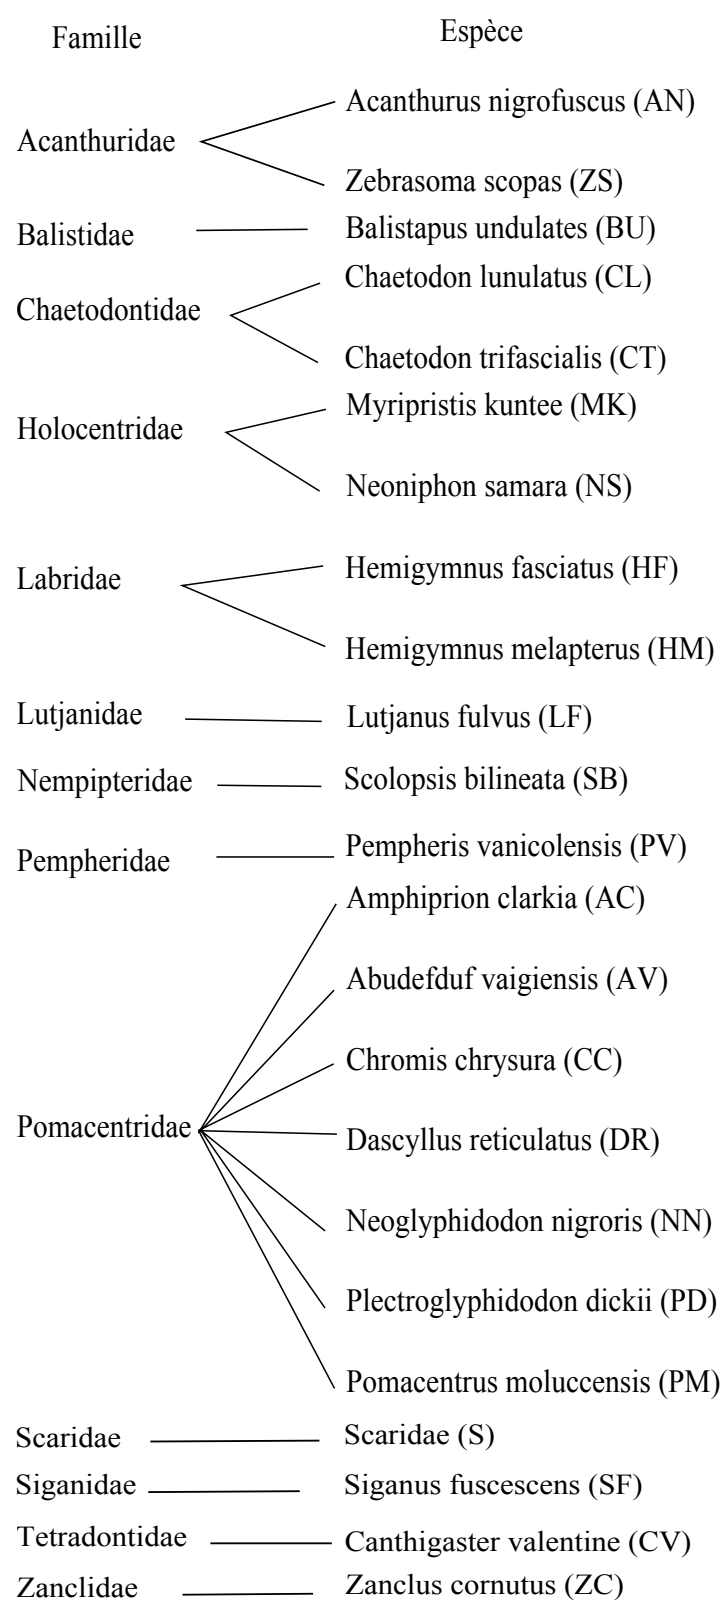 Famille Espèce
Acanthurus nigrofuscus (AN)
Acanthuridae
Zebrasoma scopas (ZS)
Balistidae Balistapus undulates (BU)
Chaetodon lunulatus (CL)
Chaetodontidae
Chaetodon trifascialis (CT)
Myripristis kuntee (MK)
Holocentridae
Neoniphon samara (NS)
Hemigymnus fasciatus (HF)
Labridae
Hemigymnus melapterus (HM)
Lutjanidae Lutjanus fulvus (LF)
Nempipteridae Scolopsis bilineata (SB)
Pempheridae Pempheris vanicolensis (PV)
Amphiprion clarkia (AC)
Abudefduf vaigiensis (AV)
Chromis chrysura (CC)
Pomacentridae Dascyllus reticulatus (DR)
Neoglyphidodon nigroris (NN)
Plectroglyphidodon dickii (PD)
Pomacentrus moluccensis (PM)
Scaridae Scaridae (S)
Siganidae Siganus fuscescens (SF)
Tetradontidae Canthigaster valentine (CV)
Zanclidae Zanclus cornutus (ZC)